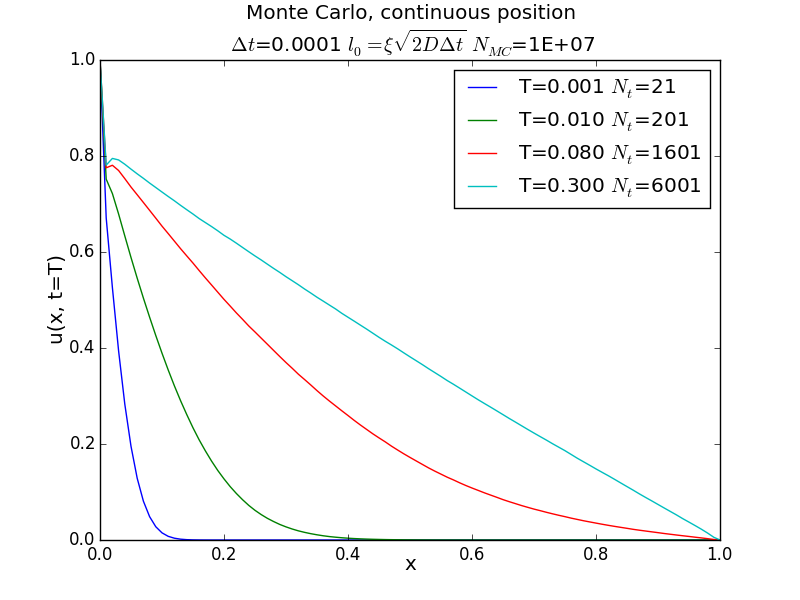 Monte Carlo, continuous position
Δt=0.0001 l₀ = ξ√2DΔt N_MC=1E+07
T=0.001 N_t=21
T=0.010 N_t=201
T=0.080 N_t=1601
T=0.300 N_t=6001
u(x, t=T)
1.0
0.8
0.6
0.4
0.2
0.0
0.0 0.2 0.4 0.6 0.8 1.0
x